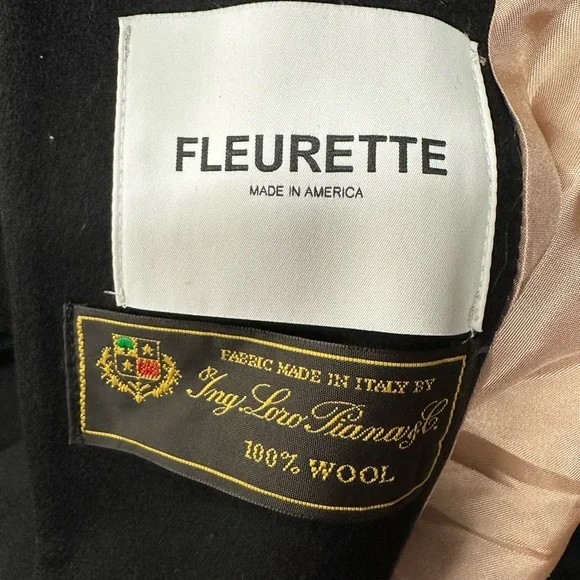 FLEURETTE
MADE IN AMERICA
FABRIC MADE IN ITALY BY
Ing. Loro Piana & C.
100% WOOL